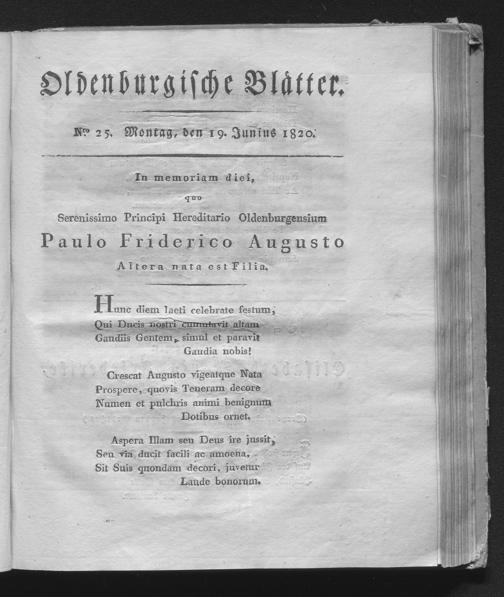 Oldenburgische Blätter.
Nro 25. Montag, den 19. Junius 1820.
In memoriam diei,
quo
Serenissimo Principi Hereditario Oldenburgensium
Paulo Friderico Augusto
Altera nata est Filia.
Hunc diem laeti celebrate festum,
Qui Ducis nostri cumulavit altam
Gaudiis Gentem, simul et paravit
Gaudia nobis!
Crescat Augusto vigeatque Nata
Prospere, quovis Teneram decore
Numen et pulchris animi benignum
Dotibus ornet.
Aspera Illam seu Deus ire jussit,
Seu via ducit facili ac amoena,
Sit Suis quondam decori, juvetur
Laude bonorum.